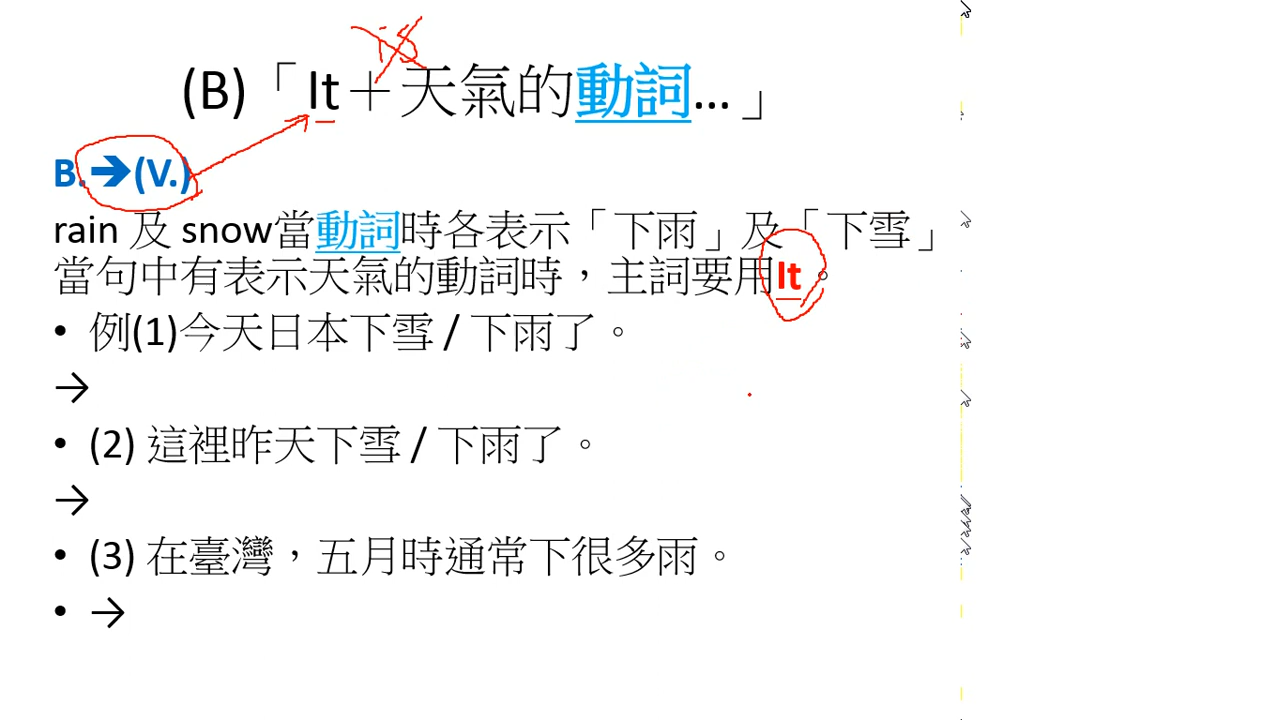 is
(B)「It＋天氣的動詞…」
B.➔(V.)
rain 及 snow當動詞時各表示「下雨」及「下雪」
當句中有表示天氣的動詞時，主詞要用It。
• 例(1)今天日本下雪 / 下雨了。
→
• (2) 這裡昨天下雪 / 下雨了。
→
• (3) 在臺灣，五月時通常下很多雨。
• →